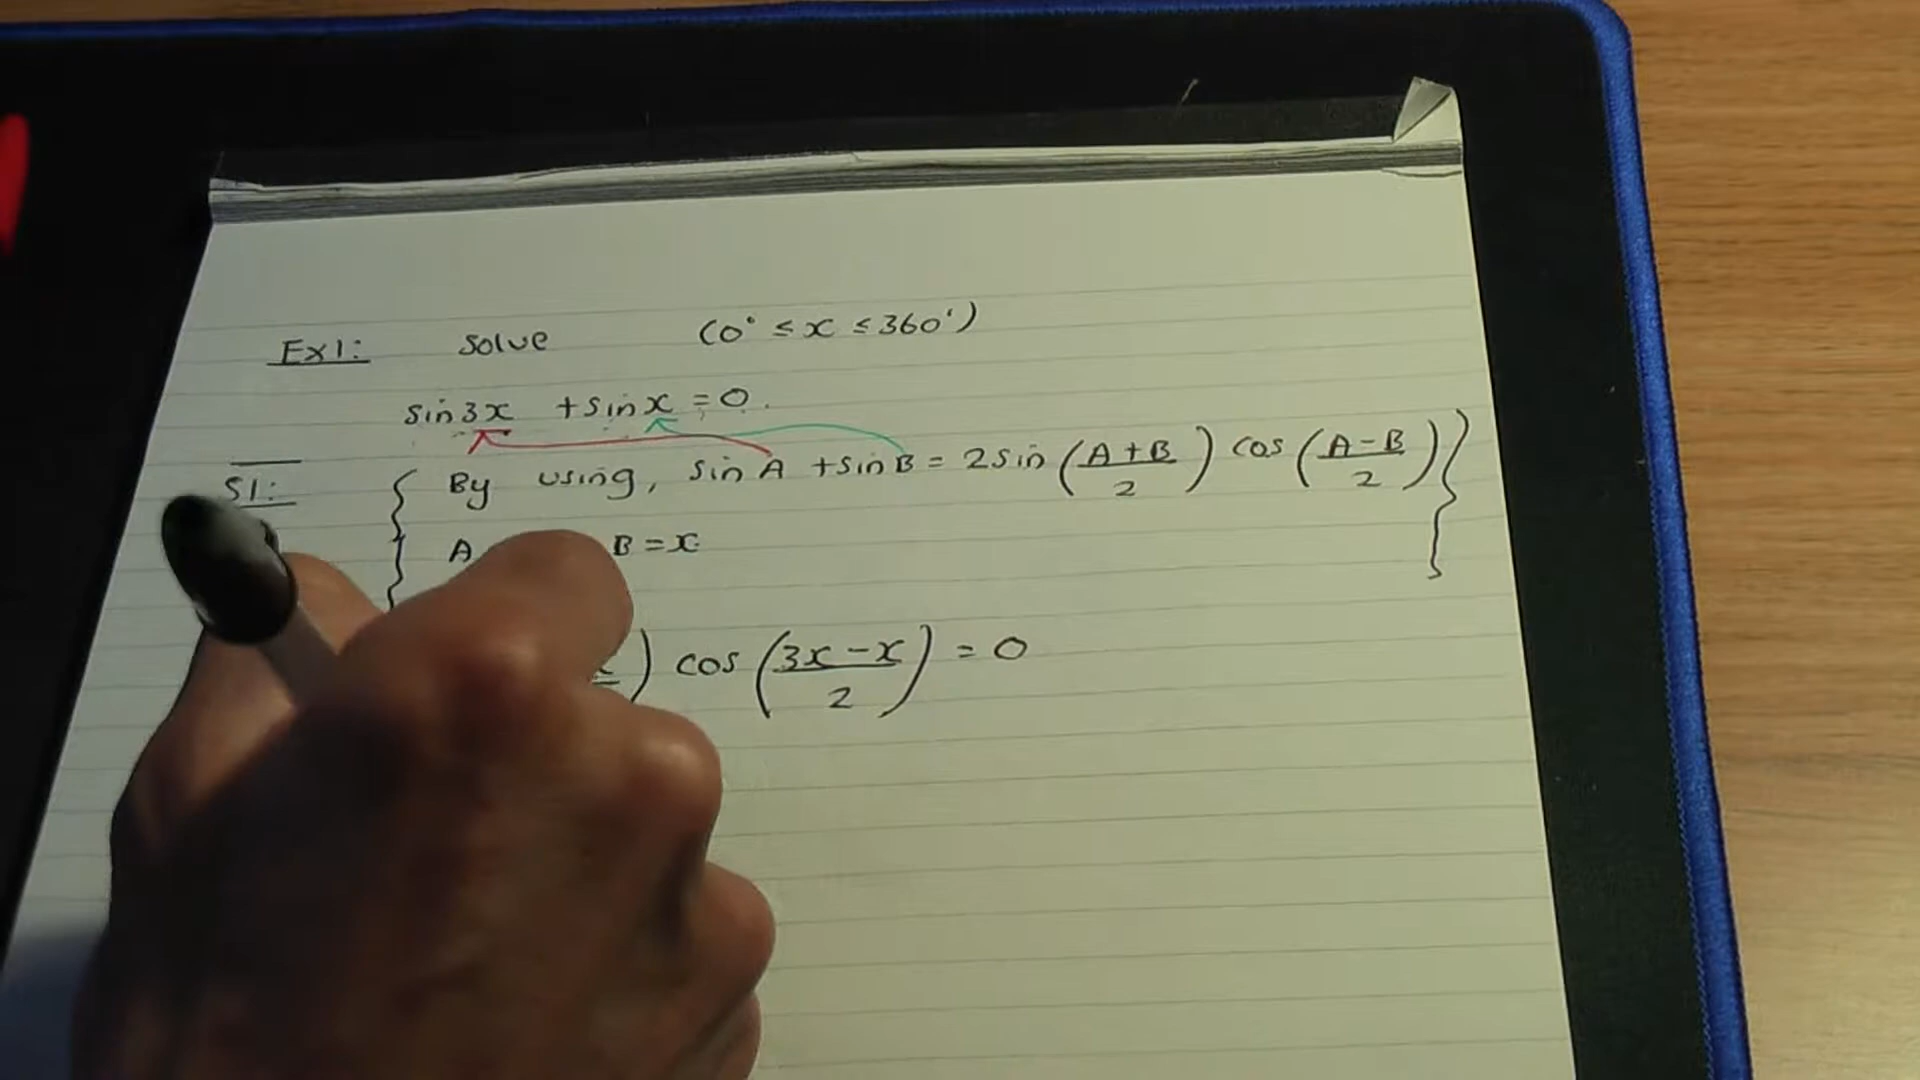 Ex1: Solve (0° ≤ x ≤ 360°)
sin 3x + sin x = 0.
S1: { By using, sin A + sin B = 2 sin (A + B / 2) cos (A - B / 2) }
A B = x
) cos (3x - x / 2) = 0